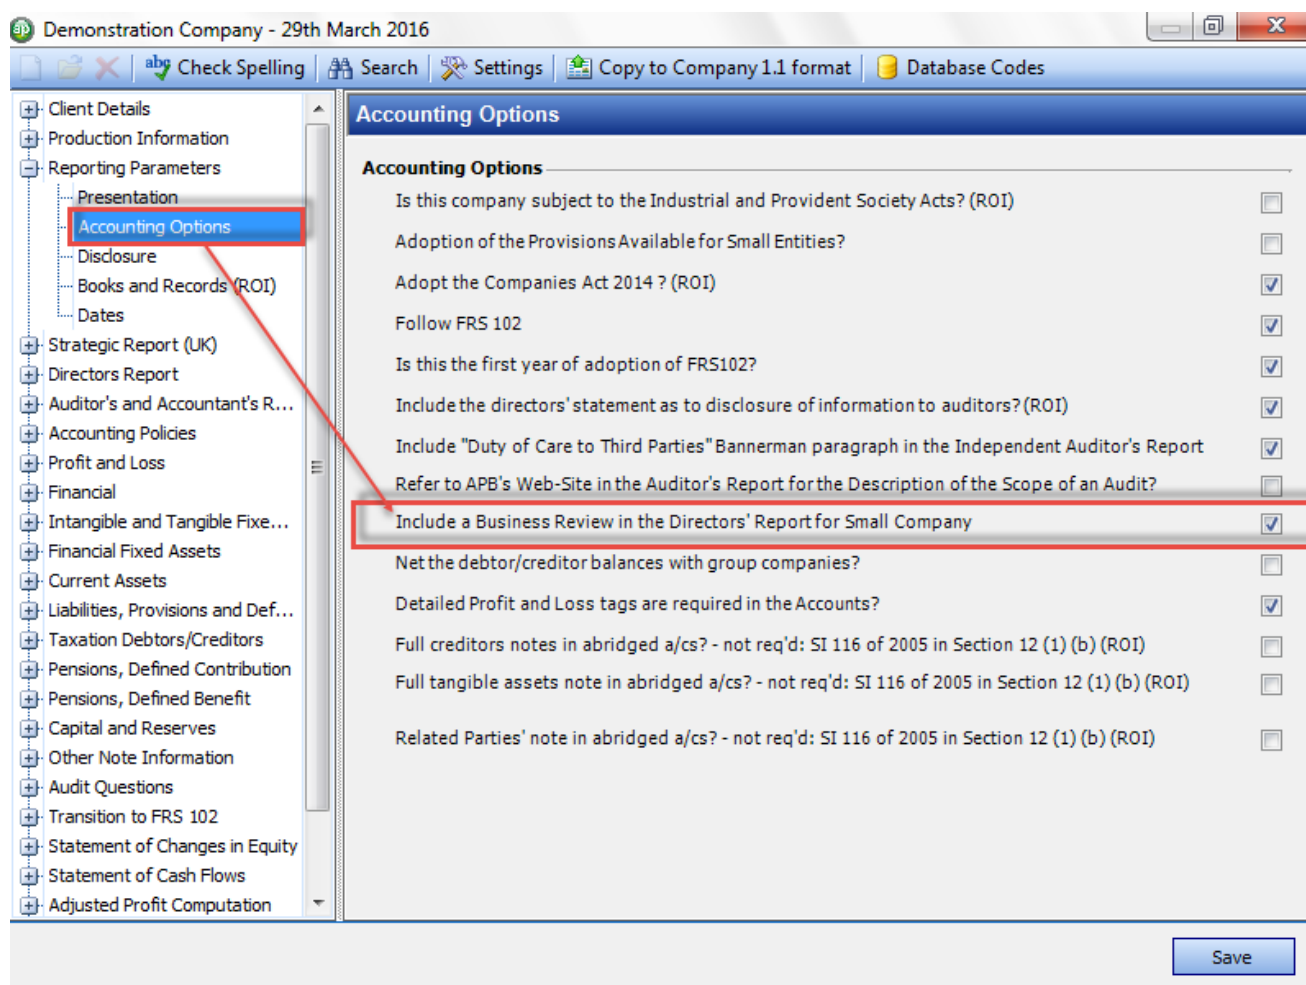 Demonstration Company - 29th March 2016
Check Spelling Search Settings Copy to Company 1.1 format Database Codes
Client Details
Production Information
Reporting Parameters
Presentation
Accounting Options
Disclosure
Books and Records (ROI)
Dates
Strategic Report (UK)
Directors Report
Auditor's and Accountant's R...
Accounting Policies
Profit and Loss
Financial
Intangible and Tangible Fixe...
Financial Fixed Assets
Current Assets
Liabilities, Provisions and Def...
Taxation Debtors/Creditors
Pensions, Defined Contribution
Pensions, Defined Benefit
Capital and Reserves
Other Note Information
Audit Questions
Transition to FRS 102
Statement of Changes in Equity
Statement of Cash Flows
Adjusted Profit Computation
Accounting Options
Accounting Options
Is this company subject to the Industrial and Provident Society Acts? (ROI)
Adoption of the Provisions Available for Small Entities?
Adopt the Companies Act 2014 ? (ROI)
Follow FRS 102
Is this the first year of adoption of FRS102?
Include the directors' statement as to disclosure of information to auditors? (ROI)
Include "Duty of Care to Third Parties" Bannerman paragraph in the Independent Auditor's Report
Refer to APB's Web-Site in the Auditor's Report for the Description of the Scope of an Audit?
Include a Business Review in the Directors' Report for Small Company
Net the debtor/creditor balances with group companies?
Detailed Profit and Loss tags are required in the Accounts?
Full creditors notes in abridged a/cs? - not req'd: SI 116 of 2005 in Section 12 (1) (b) (ROI)
Full tangible assets note in abridged a/cs? - not req'd: SI 116 of 2005 in Section 12 (1) (b) (ROI)
Related Parties' note in abridged a/cs? - not req'd: SI 116 of 2005 in Section 12 (1) (b) (ROI)
Save